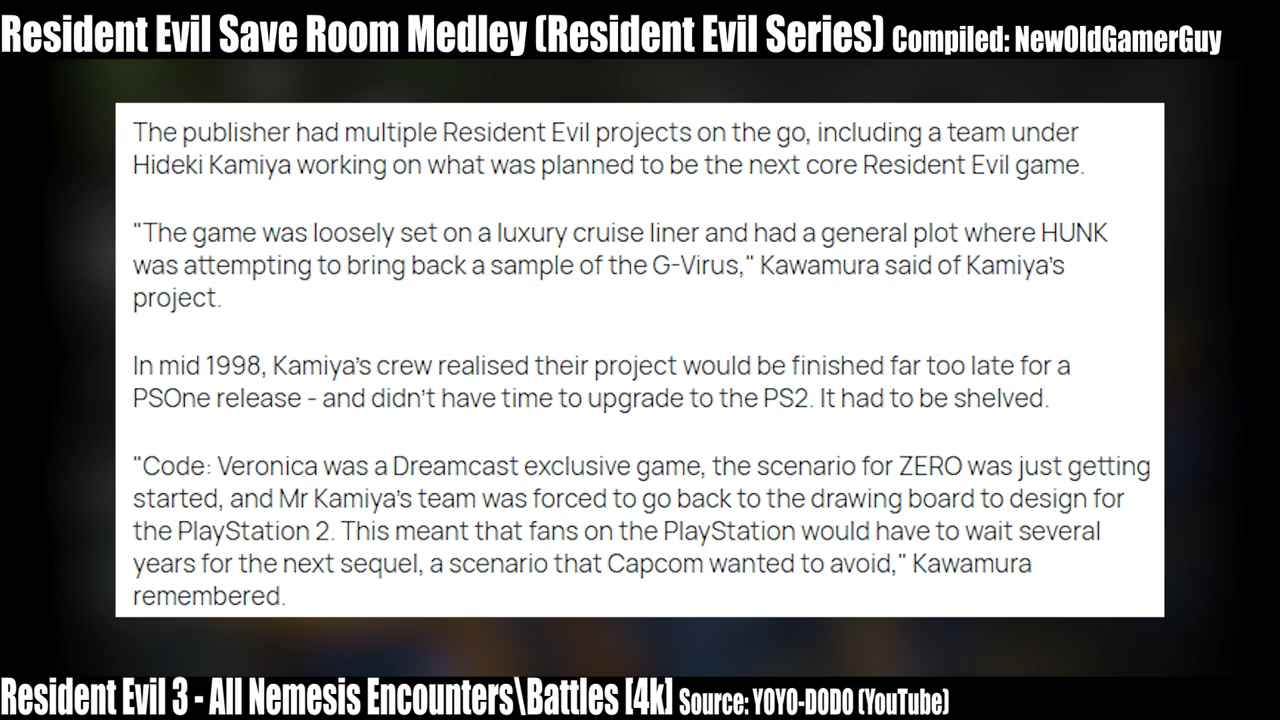 Resident Evil Save Room Medley (Resident Evil Series) Compiled: NewOldGamerGuy
The publisher had multiple Resident Evil projects on the go, including a team under
Hideki Kamiya working on what was planned to be the next core Resident Evil game.
"The game was loosely set on a luxury cruise liner and had a general plot where HUNK
was attempting to bring back a sample of the G-Virus," Kawamura said of Kamiya's
project.
In mid 1998, Kamiya's crew realised their project would be finished far too late for a
PSOne release - and didn't have time to upgrade to the PS2. It had to be shelved.
"Code: Veronica was a Dreamcast exclusive game, the scenario for ZERO was just getting
started, and Mr Kamiya's team was forced to go back to the drawing board to design for
the PlayStation 2. This meant that fans on the PlayStation would have to wait several
years for the next sequel, a scenario that Capcom wanted to avoid," Kawamura
remembered.
Resident Evil 3 - All Nemesis Encounters\Battles [4k] Source: YOYO-DODO (YouTube)